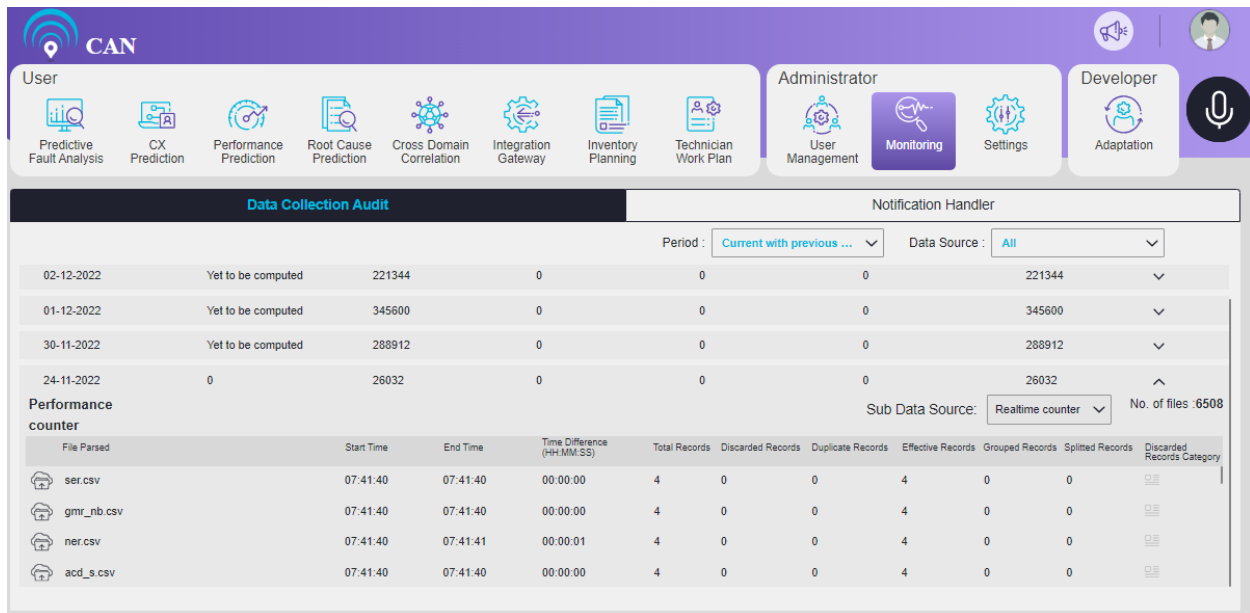 CAN
User
Administrator
Developer
Predictive
Fault Analysis
CX
Prediction
Performance
Prediction
Root Cause
Prediction
Cross Domain
Correlation
Integration
Gateway
Inventory
Planning
Technician
Work Plan
User
Management
Monitoring
Settings
Adaptation
Data Collection Audit
Notification Handler
Period : Current with previous ... Data Source : All
02-12-2022 Yet to be computed 221344 0 0 0 221344
01-12-2022 Yet to be computed 345600 0 0 0 345600
30-11-2022 Yet to be computed 288912 0 0 0 288912
24-11-2022 0 26032 0 0 0 26032
Performance
counter
Sub Data Source: Realtime counter No. of files :6508
File Parsed Start Time End Time Time Difference (HH:MM:SS) Total Records Discarded Records Duplicate Records Effective Records Grouped Records Splitted Records Discarded Records Category
ser.csv 07:41:40 07:41:40 00:00:00 4 0 0 4 0 0
gmr_nb.csv 07:41:40 07:41:40 00:00:00 4 0 0 4 0 0
ner.csv 07:41:40 07:41:41 00:00:01 4 0 0 4 0 0
acd_s.csv 07:41:40 07:41:40 00:00:00 4 0 0 4 0 0